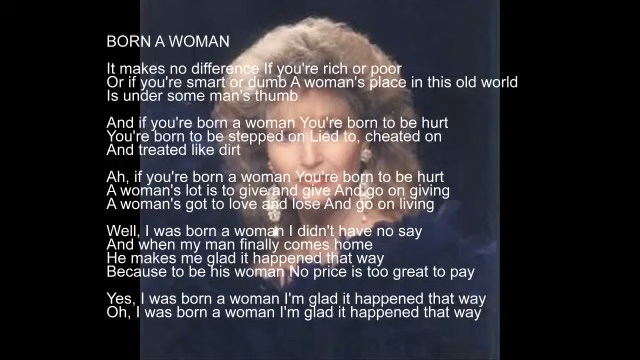 BORN A WOMAN
It makes no difference If you're rich or poor
Or if you're smart or dumb A woman's place in this old world
Is under some man's thumb
And if you're born a woman You're born to be hurt
You're born to be stepped on Lied to, cheated on
And treated like dirt
Ah, if you're born a woman You're born to be hurt
A woman's lot is to give and give And go on giving
A woman's got to love and lose And go on living
Well, I was born a woman I didn't have no say
And when my man finally comes home
He makes me glad it happened that way
Because to be his woman No price is too great to pay
Yes, I was born a woman I'm glad it happened that way
Oh, I was born a woman I'm glad it happened that way